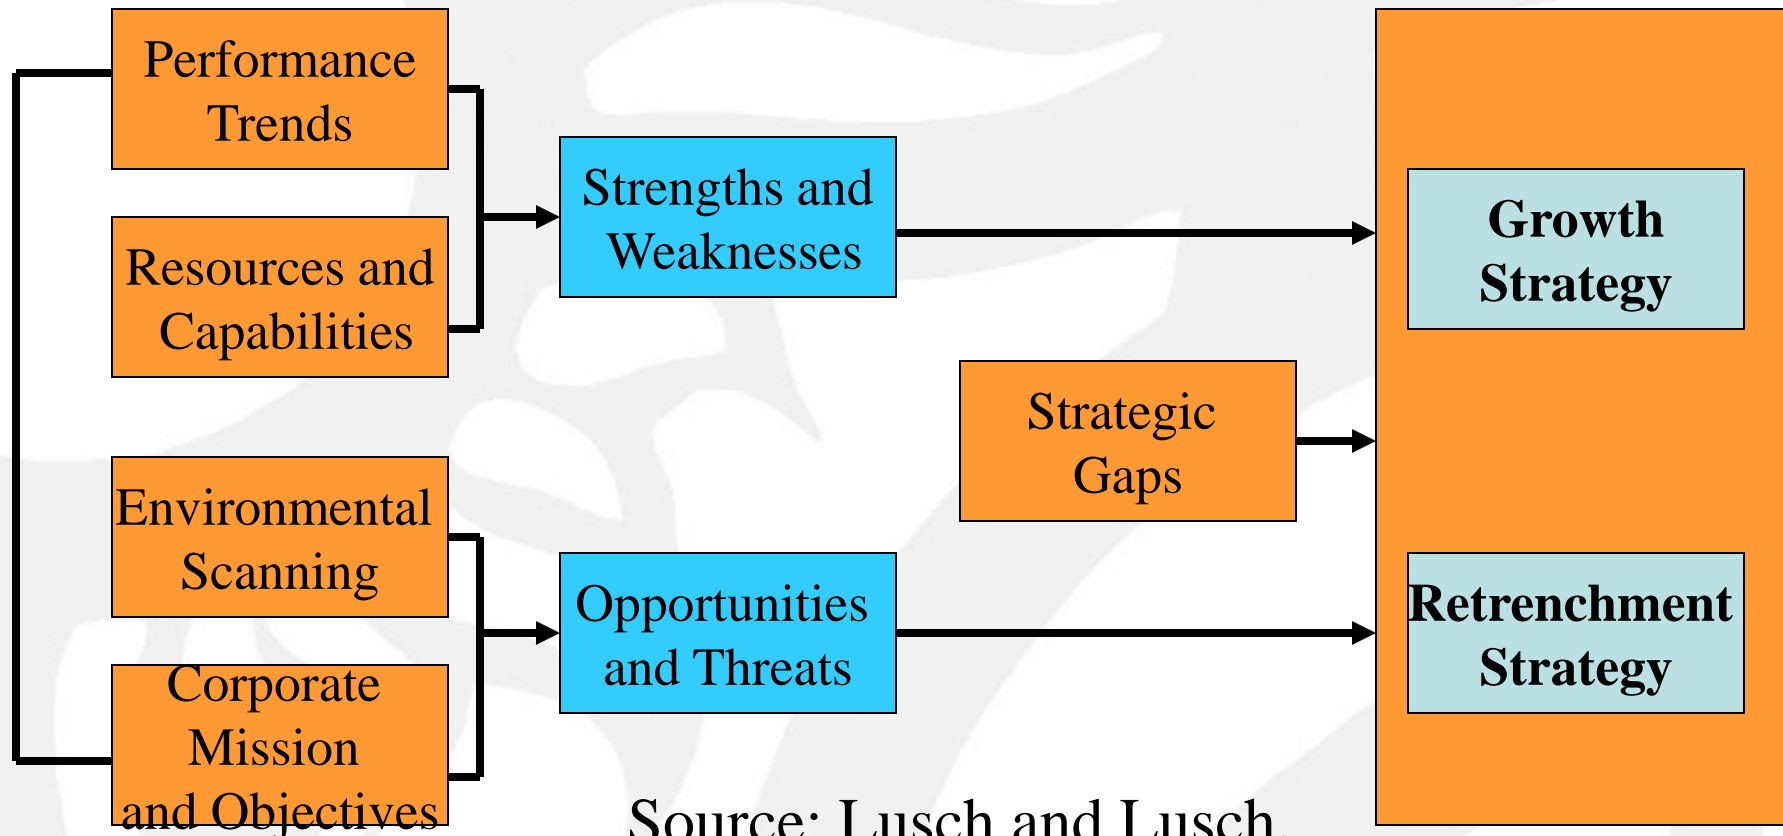 Performance
Trends
Resources and
Capabilities
Environmental
Scanning
Corporate
Mission
and Objectives
Strengths and
Weaknesses
Opportunities
and Threats
Strategic
Gaps
Growth
Strategy
Retrenchment
Strategy
Source: Lusch and Lusch,